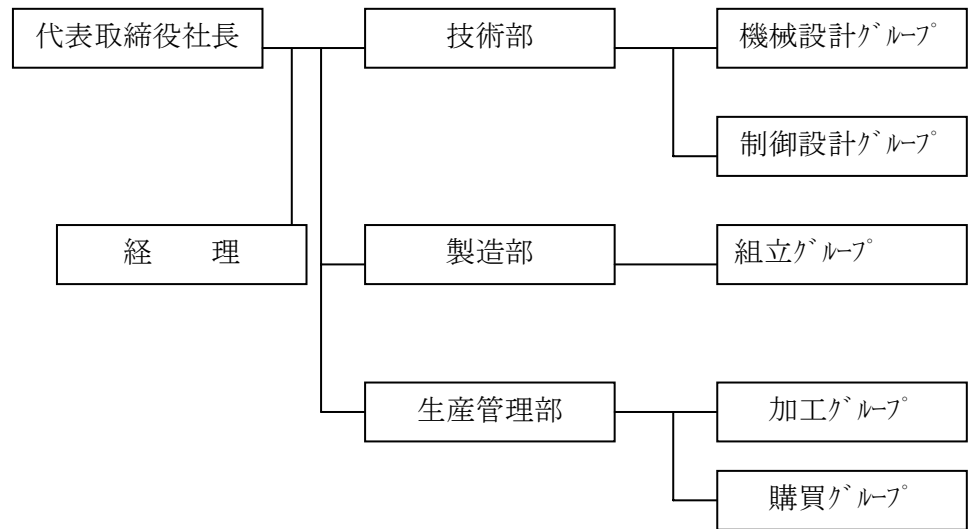 代表取締役社長
技術部
機械設計グループ
制御設計グループ
経　　理
製造部
組立グループ
生産管理部
加工グループ
購買グループ